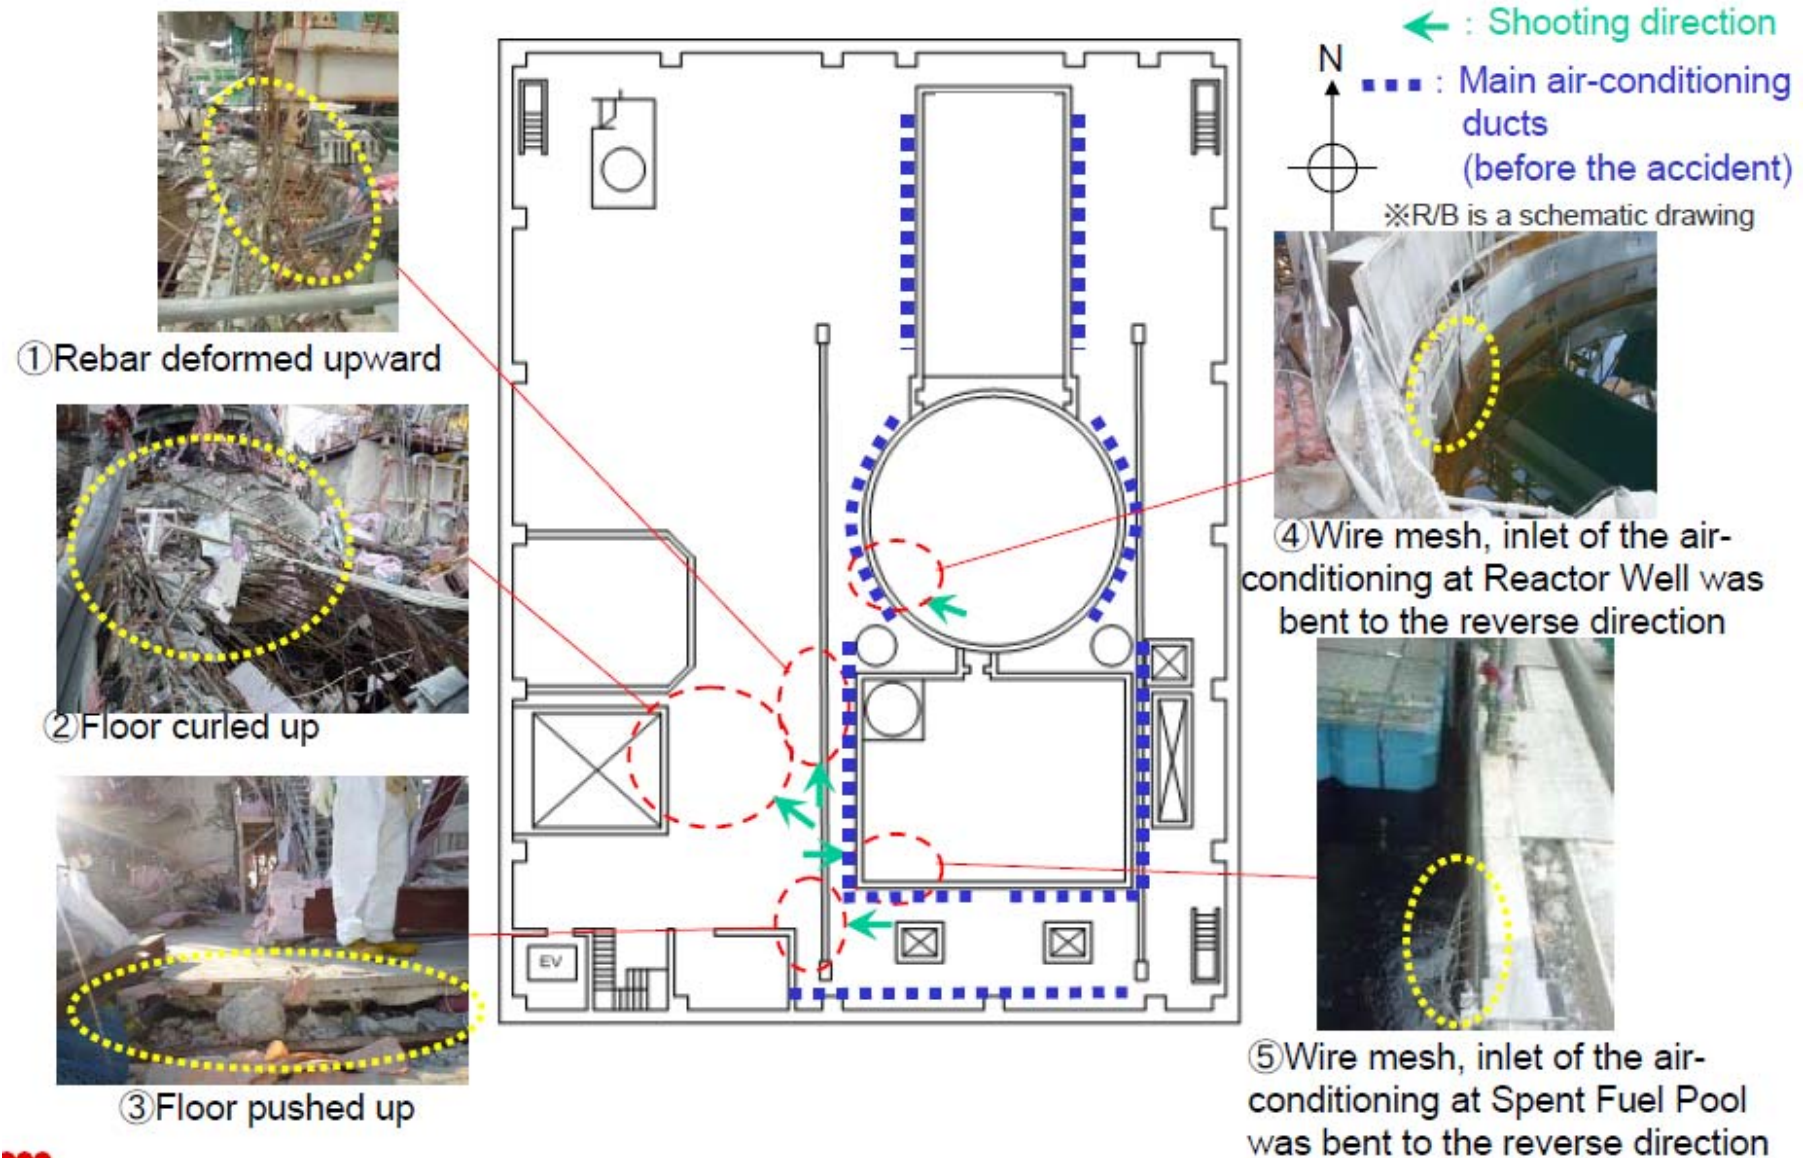 : Shooting direction
N
: Main air-conditioning
ducts
(before the accident)
※R/B is a schematic drawing
①Rebar deformed upward
②Floor curled up
③Floor pushed up
EV
④Wire mesh, inlet of the air-
conditioning at Reactor Well was
bent to the reverse direction
⑤Wire mesh, inlet of the air-
conditioning at Spent Fuel Pool
was bent to the reverse direction